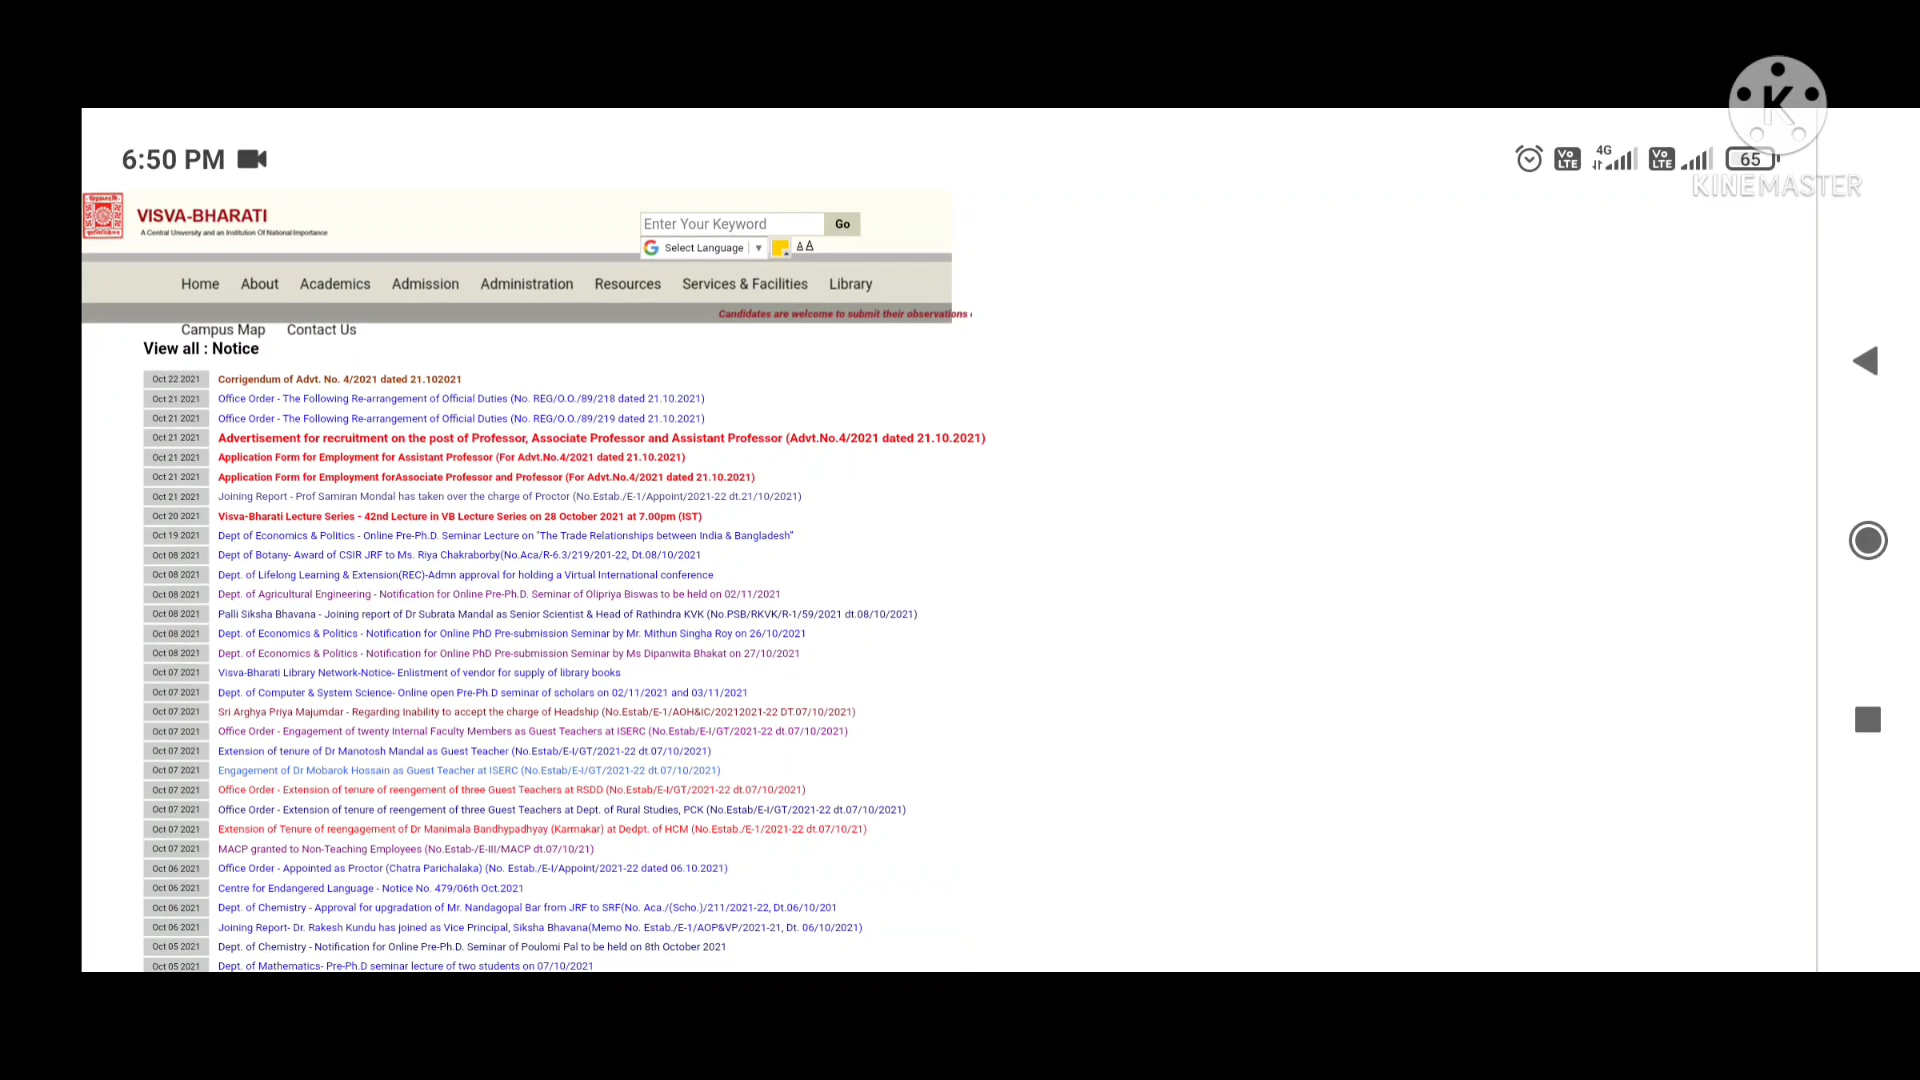 6:50 PM
4G
Vo LTE
Vo LTE
65
KINEMASTER
VISVA-BHARATI
A Central University and an Institution Of National Importance
Enter Your Keyword Go
Select Language ▼ A A
Home About Academics Admission Administration Resources Services & Facilities Library
Candidates are welcome to submit their observations
Campus Map Contact Us
View all : Notice
Oct 22 2021 Corrigendum of Advt. No. 4/2021 dated 21.102021
Oct 21 2021 Office Order - The Following Re-arrangement of Official Duties (No. REG/O.O./89/218 dated 21.10.2021)
Oct 21 2021 Office Order - The Following Re-arrangement of Official Duties (No. REG/O.O./89/219 dated 21.10.2021)
Oct 21 2021 Advertisement for recruitment on the post of Professor, Associate Professor and Assistant Professor (Advt.No.4/2021 dated 21.10.2021)
Oct 21 2021 Application Form for Employment for Assistant Professor (For Advt.No.4/2021 dated 21.10.2021)
Oct 21 2021 Application Form for Employment forAssociate Professor and Professor (For Advt.No.4/2021 dated 21.10.2021)
Oct 21 2021 Joining Report - Prof Samiran Mondal has taken over the charge of Proctor (No.Estab./E-1/Appoint/2021-22 dt.21/10/2021)
Oct 20 2021 Visva-Bharati Lecture Series - 42nd Lecture in VB Lecture Series on 28 October 2021 at 7.00pm (IST)
Oct 19 2021 Dept of Economics & Politics - Online Pre-Ph.D. Seminar Lecture on "The Trade Relationships between India & Bangladesh"
Oct 08 2021 Dept of Botany- Award of CSIR JRF to Ms. Riya Chakraborby(No.Aca/R-6.3/219/201-22, Dt.08/10/2021
Oct 08 2021 Dept. of Lifelong Learning & Extension(REC)-Admn approval for holding a Virtual International conference
Oct 08 2021 Dept. of Agricultural Engineering - Notification for Online Pre-Ph.D. Seminar of Olipriya Biswas to be held on 02/11/2021
Oct 08 2021 Palli Siksha Bhavana - Joining report of Dr Subrata Mandal as Senior Scientist & Head of Rathindra KVK (No.PSB/RKVK/R-1/59/2021 dt.08/10/2021)
Oct 08 2021 Dept. of Economics & Politics - Notification for Online PhD Pre-submission Seminar by Mr. Mithun Singha Roy on 26/10/2021
Oct 08 2021 Dept. of Economics & Politics - Notification for Online PhD Pre-submission Seminar by Ms Dipanwita Bhakat on 27/10/2021
Oct 07 2021 Visva-Bharati Library Network-Notice- Enlistment of vendor for supply of library books
Oct 07 2021 Dept. of Computer & System Science- Online open Pre-Ph.D seminar of scholars on 02/11/2021 and 03/11/2021
Oct 07 2021 Sri Arghya Priya Majumdar - Regarding Inability to accept the charge of Headship (No.Estab/E-1/AOH&IC/20212021-22 DT.07/10/2021)
Oct 07 2021 Office Order - Engagement of twenty Internal Faculty Members as Guest Teachers at ISERC (No.Estab/E-I/GT/2021-22 dt.07/10/2021)
Oct 07 2021 Extension of tenure of Dr Manotosh Mandal as Guest Teacher (No.Estab/E-I/GT/2021-22 dt.07/10/2021)
Oct 07 2021 Engagement of Dr Mobarok Hossain as Guest Teacher at ISERC (No.Estab/E-I/GT/2021-22 dt.07/10/2021)
Oct 07 2021 Office Order - Extension of tenure of reengement of three Guest Teachers at RSDD (No.Estab/E-I/GT/2021-22 dt.07/10/2021)
Oct 07 2021 Office Order - Extension of tenure of reengement of three Guest Teachers at Dept. of Rural Studies, PCK (No.Estab/E-I/GT/2021-22 dt.07/10/2021)
Oct 07 2021 Extension of Tenure of reengagement of Dr Manimala Bandhypadhyay (Karmakar) at Dedpt. of HCM (No.Estab./E-1/2021-22 dt.07/10/21)
Oct 07 2021 MACP granted to Non-Teaching Employees (No.Estab-/E-III/MACP dt.07/10/21)
Oct 06 2021 Office Order - Appointed as Proctor (Chatra Parichalaka) (No. Estab./E-I/Appoint/2021-22 dated 06.10.2021)
Oct 06 2021 Centre for Endangered Language - Notice No. 479/06th Oct.2021
Oct 06 2021 Dept. of Chemistry - Approval for upgradation of Mr. Nandagopal Bar from JRF to SRF(No. Aca./(Scho.)/211/2021-22, Dt.06/10/201
Oct 06 2021 Joining Report- Dr. Rakesh Kundu has joined as Vice Principal, Siksha Bhavana(Memo No. Estab./E-1/AOP&VP/2021-21, Dt. 06/10/2021)
Oct 05 2021 Dept. of Chemistry - Notification for Online Pre-Ph.D. Seminar of Poulomi Pal to be held on 8th October 2021
Oct 05 2021 Dept. of Mathematics- Pre-Ph.D seminar lecture of two students on 07/10/2021